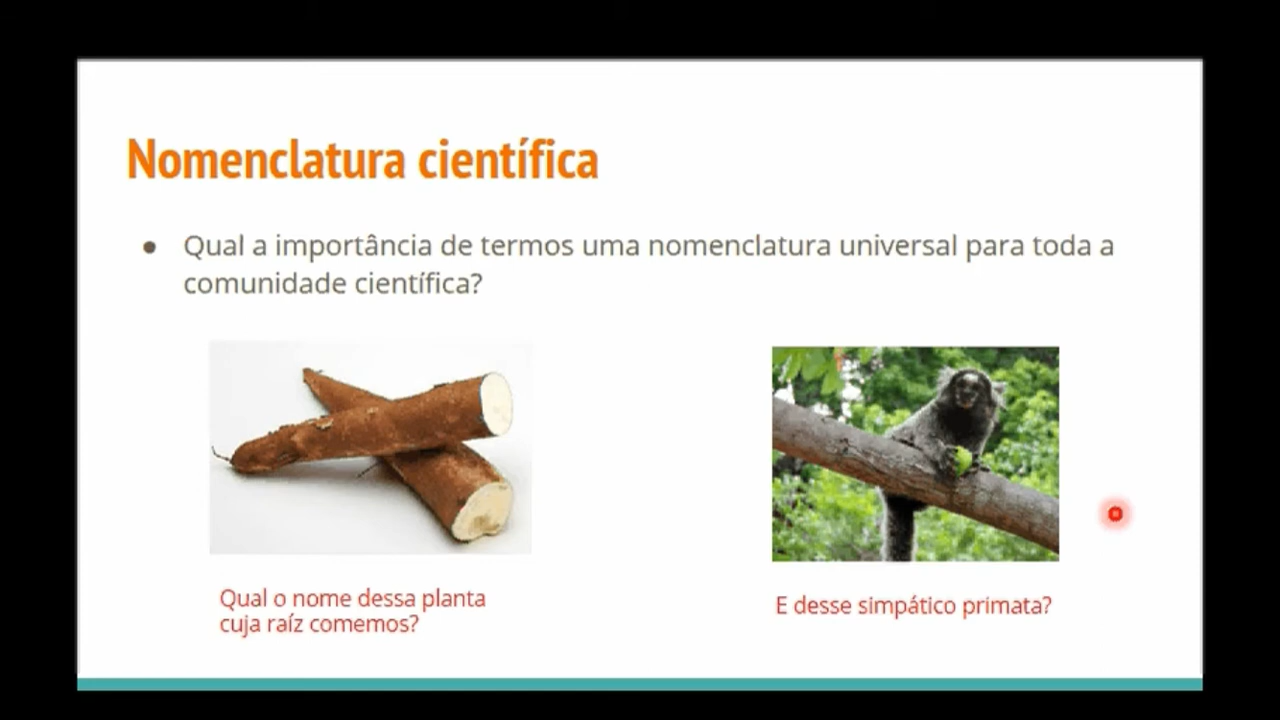 Nomenclatura científica
● Qual a importância de termos uma nomenclatura universal para toda a
comunidade científica?
Qual o nome dessa planta
cuja raíz comemos?
E desse simpático primata?